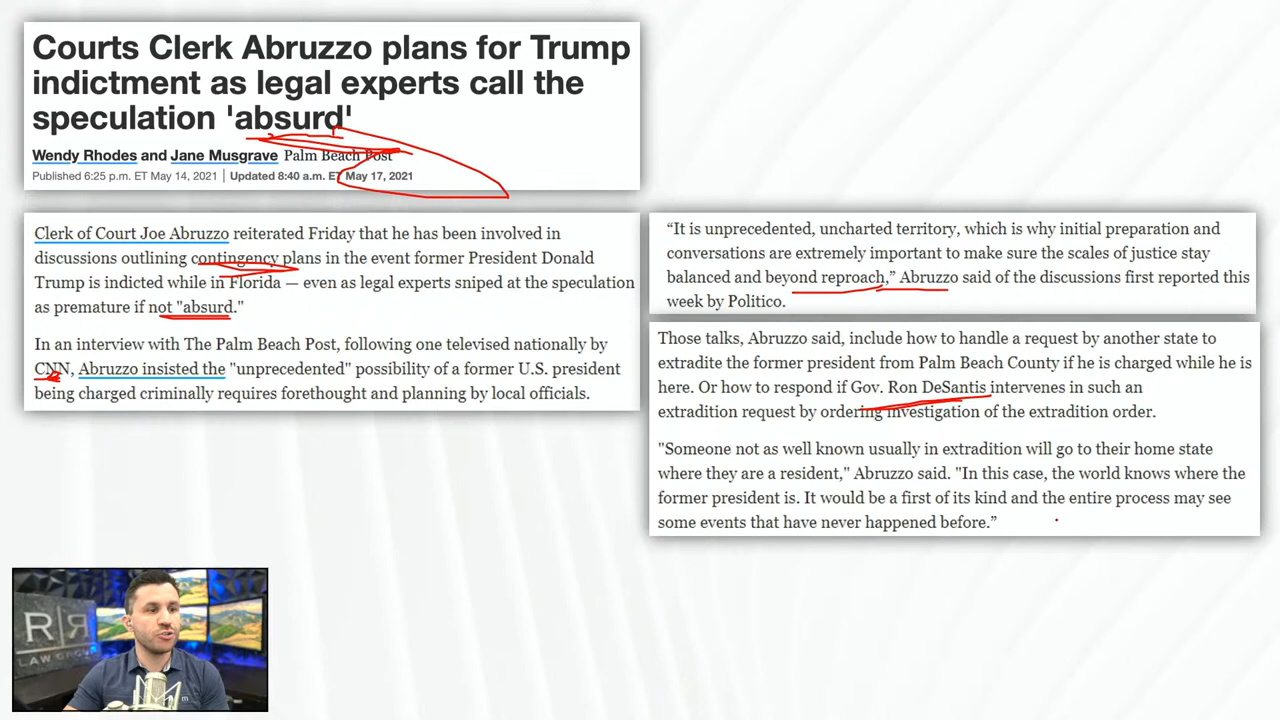 Courts Clerk Abruzzo plans for Trump
indictment as legal experts call the
speculation 'absurd'
Wendy Rhodes and Jane Musgrave Palm Beach Post
Published 6:25 p.m. ET May 14, 2021 | Updated 8:40 a.m. ET May 17, 2021
Clerk of Court Joe Abruzzo reiterated Friday that he has been involved in
discussions outlining contingency plans in the event former President Donald
Trump is indicted while in Florida — even as legal experts sniped at the speculation
as premature if not "absurd."
In an interview with The Palm Beach Post, following one televised nationally by
CNN, Abruzzo insisted the "unprecedented" possibility of a former U.S. president
being charged criminally requires forethought and planning by local officials.
“It is unprecedented, uncharted territory, which is why initial preparation and
conversations are extremely important to make sure the scales of justice stay
balanced and beyond reproach,” Abruzzo said of the discussions first reported this
week by Politico.
Those talks, Abruzzo said, include how to handle a request by another state to
extradite the former president from Palm Beach County if he is charged while he is
here. Or how to respond if Gov. Ron DeSantis intervenes in such an
extradition request by ordering investigation of the extradition order.
"Someone not as well known usually in extradition will go to their home state
where they are a resident," Abruzzo said. "In this case, the world knows where the
former president is. It would be a first of its kind and the entire process may see
some events that have never happened before.”
R|R
LAW GROUP